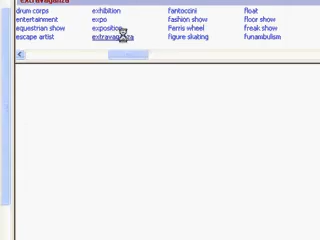 Extravaganza
drum corps exhibition fantoccini float
entertainment expo fashion show floor show
equestrian show exposition Ferris wheel freak show
escape artist extravaganza figure skating funambulism